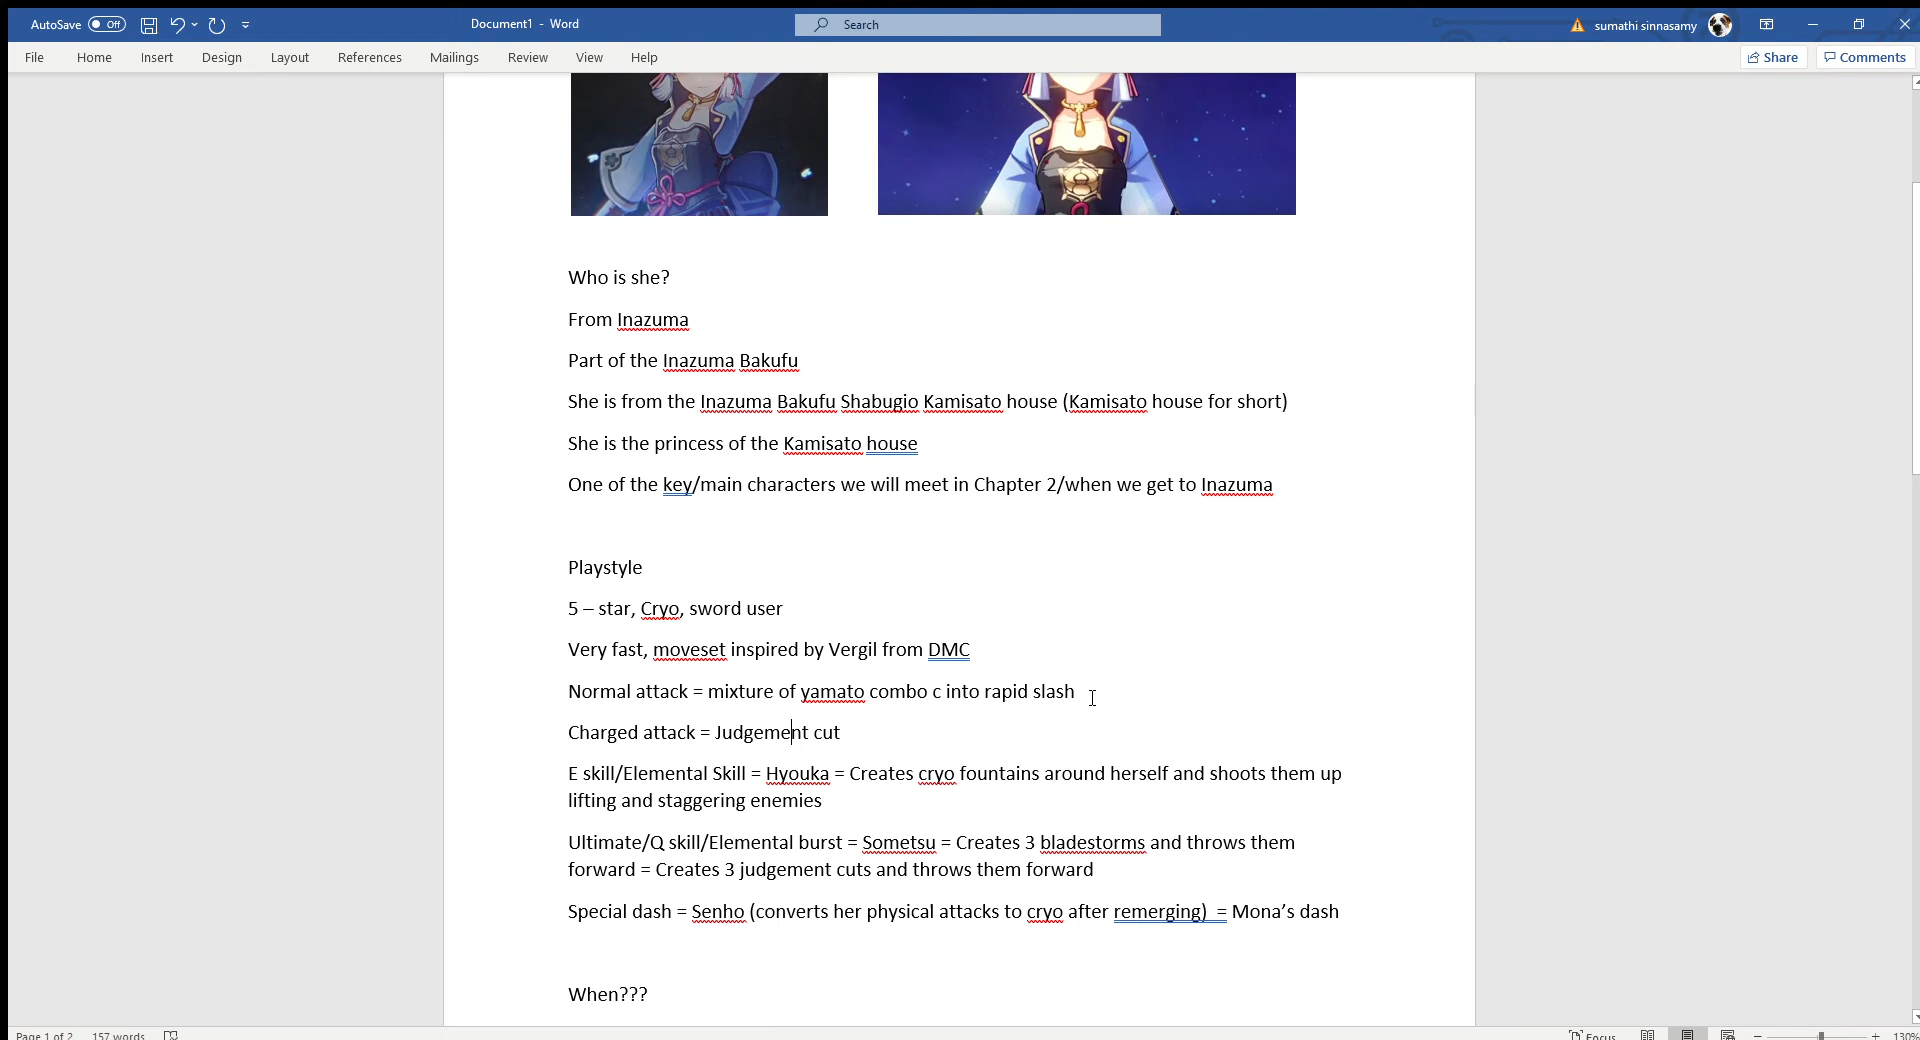 AutoSave Off Document1 - Word Search sumathi sinnasamy
File Home Insert Design Layout References Mailings Review View Help Share Comments
Who is she?
From Inazuma
Part of the Inazuma Bakufu
She is from the Inazuma Bakufu Shabugio Kamisato house (Kamisato house for short)
She is the princess of the Kamisato house
One of the key/main characters we will meet in Chapter 2/when we get to Inazuma
Playstyle
5 – star, Cryo, sword user
Very fast, moveset inspired by Vergil from DMC
Normal attack = mixture of yamato combo c into rapid slash
Charged attack = Judgement cut
E skill/Elemental Skill = Hyouka = Creates cryo fountains around herself and shoots them up
lifting and staggering enemies
Ultimate/Q skill/Elemental burst = Sometsu = Creates 3 bladestorms and throws them
forward = Creates 3 judgement cuts and throws them forward
Special dash = Senho (converts her physical attacks to cryo after remerging) = Mona’s dash
When???
Page 1 of 2 157 words Focus 130%